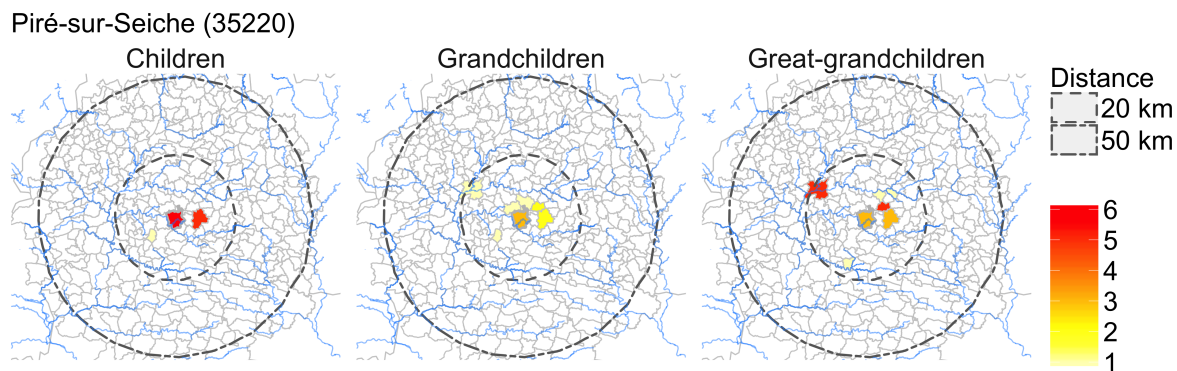 Piré-sur-Seiche (35220)
Children
Grandchildren
Great-grandchildren
Distance
20 km
50 km
6
5
4
3
2
1